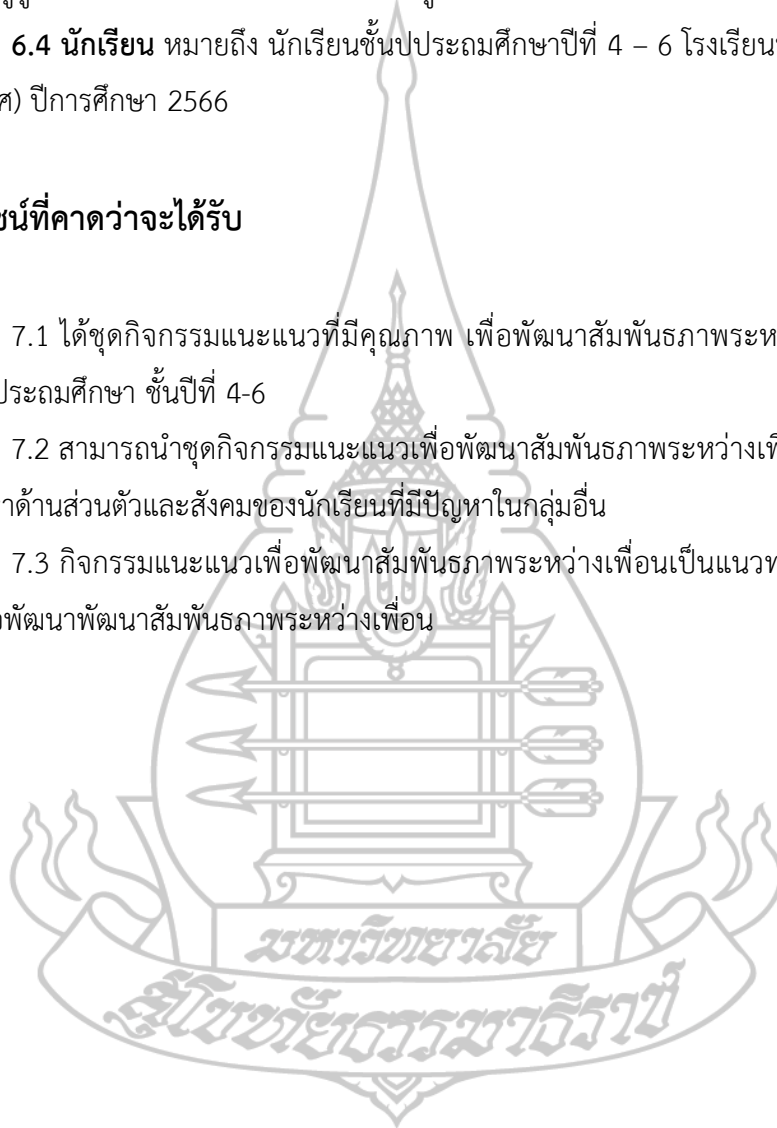 6.4 นักเรียน หมายถึง นักเรียนชั้นปประถมศึกษาปีที่ 4 – 6 โรงเรียน
ศ) ปีการศึกษา 2566
ชน์ที่คาดว่าจะได้รับ
7.1 ได้ชุดกิจกรรมแนะแนวที่มีคุณภาพ เพื่อพัฒนาสัมพันธภาพระห
ประถมศึกษา ชั้นปีที่ 4-6
7.2 สามารถนำชุดกิจกรรมแนะแนวเพื่อพัฒนาสัมพันธภาพระหว่างเพื
าด้านส่วนตัวและสังคมของนักเรียนที่มีปัญหาในกลุ่มอื่น
7.3 กิจกรรมแนะแนวเพื่อพัฒนาสัมพันธภาพระหว่างเพื่อนเป็นแนวท
พัฒนาพัฒนาสัมพันธภาพระหว่างเพื่อน
มหาวิทยาลัย
สุโขทัยธรรมาธิราช